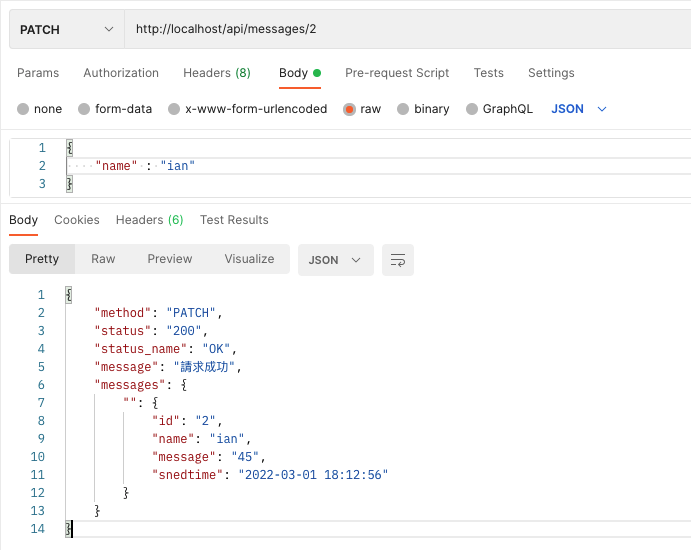 PATCH http://localhost/api/messages/2
Params Authorization Headers (8) Body Pre-request Script Tests Settings
none form-data x-www-form-urlencoded raw binary GraphQL JSON
1 {
2 "name" : "ian"
3 }
Body Cookies Headers (6) Test Results
Pretty Raw Preview Visualize JSON
1 {
2 "method": "PATCH",
3 "status": "200",
4 "status_name": "OK",
5 "message": "請求成功",
6 "messages": {
7 "": {
8 "id": "2",
9 "name": "ian",
10 "message": "45",
11 "snedtime": "2022-03-01 18:12:56"
12 }
13 }
14 }